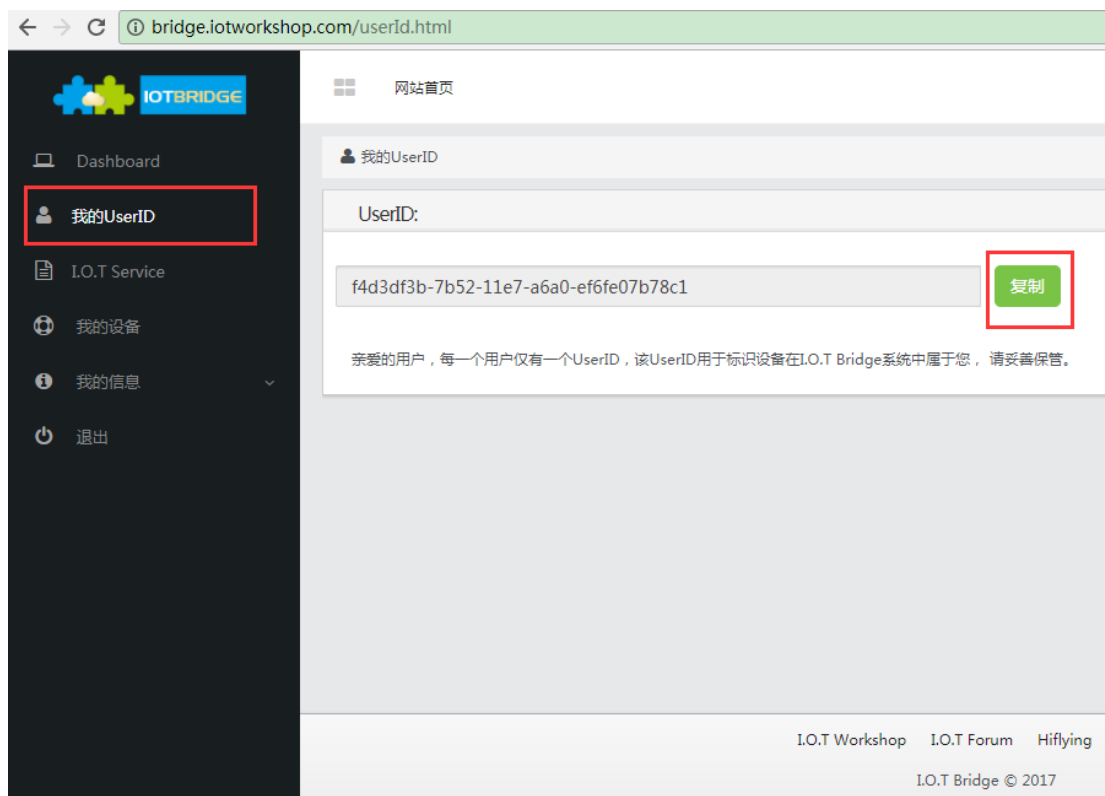 bridge.iotworkshop.com/userId.html
IOTBRIDGE
网站首页
Dashboard
我的UserID
I.O.T Service
我的设备
我的信息
退出
我的UserID
UserID:
f4d3df3b-7b52-11e7-a6a0-ef6fe07b78c1
复制
亲爱的用户，每一个用户仅有一个UserID，该UserID用于标识设备在I.O.T Bridge系统中属于您， 请妥善保管。
I.O.T Workshop I.O.T Forum Hiflying
I.O.T Bridge © 2017